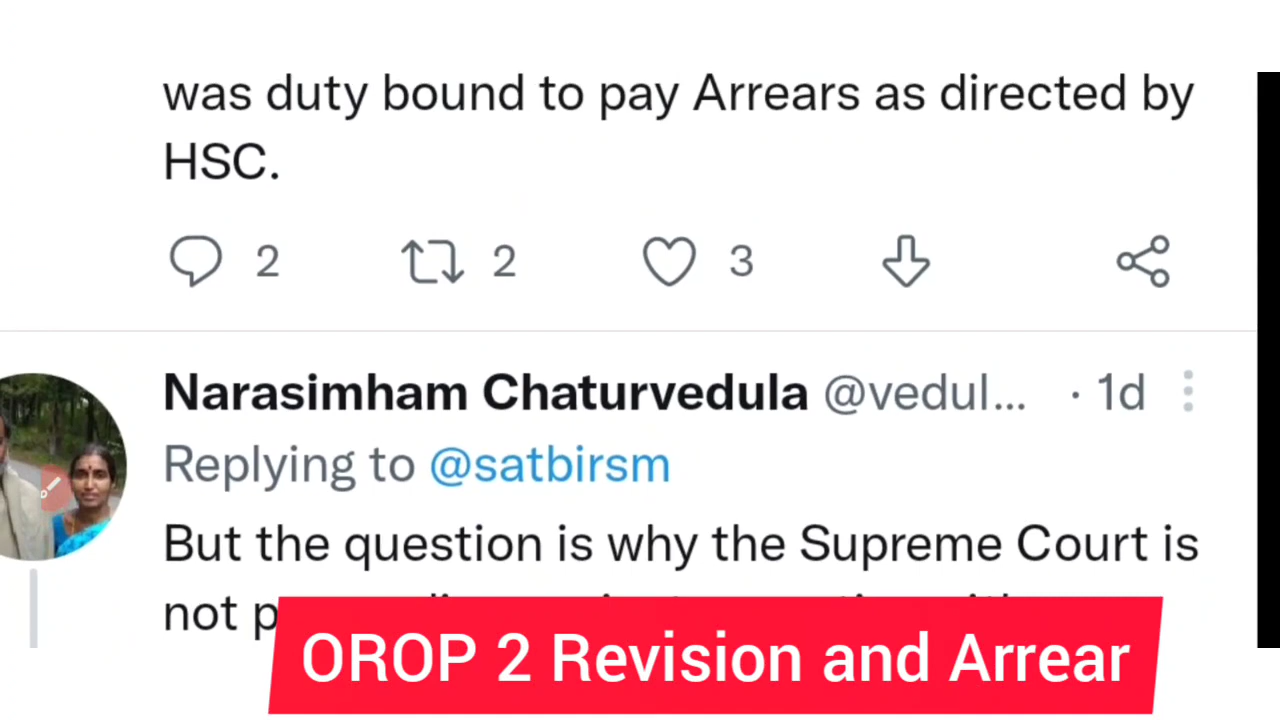 was duty bound to pay Arrears as directed by
HSC.
2 2 3
Narasimham Chaturvedula @vedul... · 1d
Replying to @satbirsm
But the question is why the Supreme Court is
not
OROP 2 Revision and Arrear